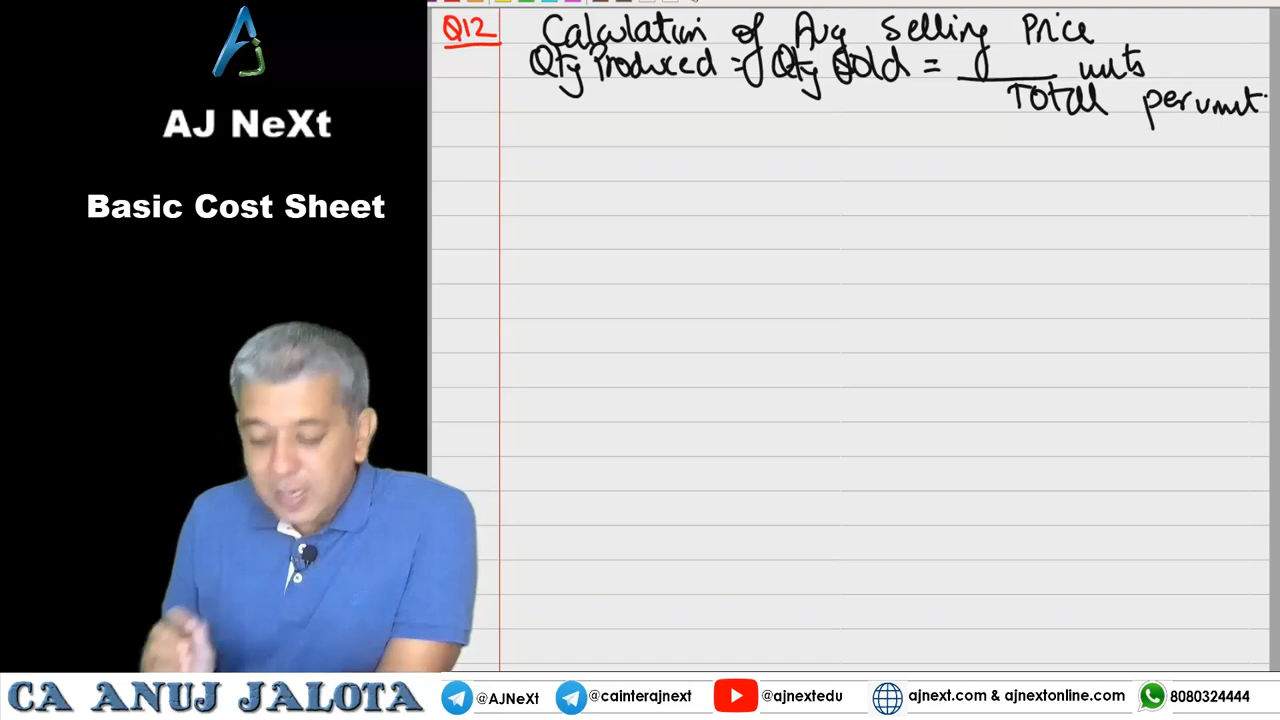 AJ NeXt
Basic Cost Sheet
Q12 Calculation of Avg Selling Price
Qty Produced = Qty Sold = ______ units
Total per unit
CA ANUJ JALOTA
@AJNeXt @cainterajnext @ajnextedu ajnext.com & ajnextonline.com 8080324444